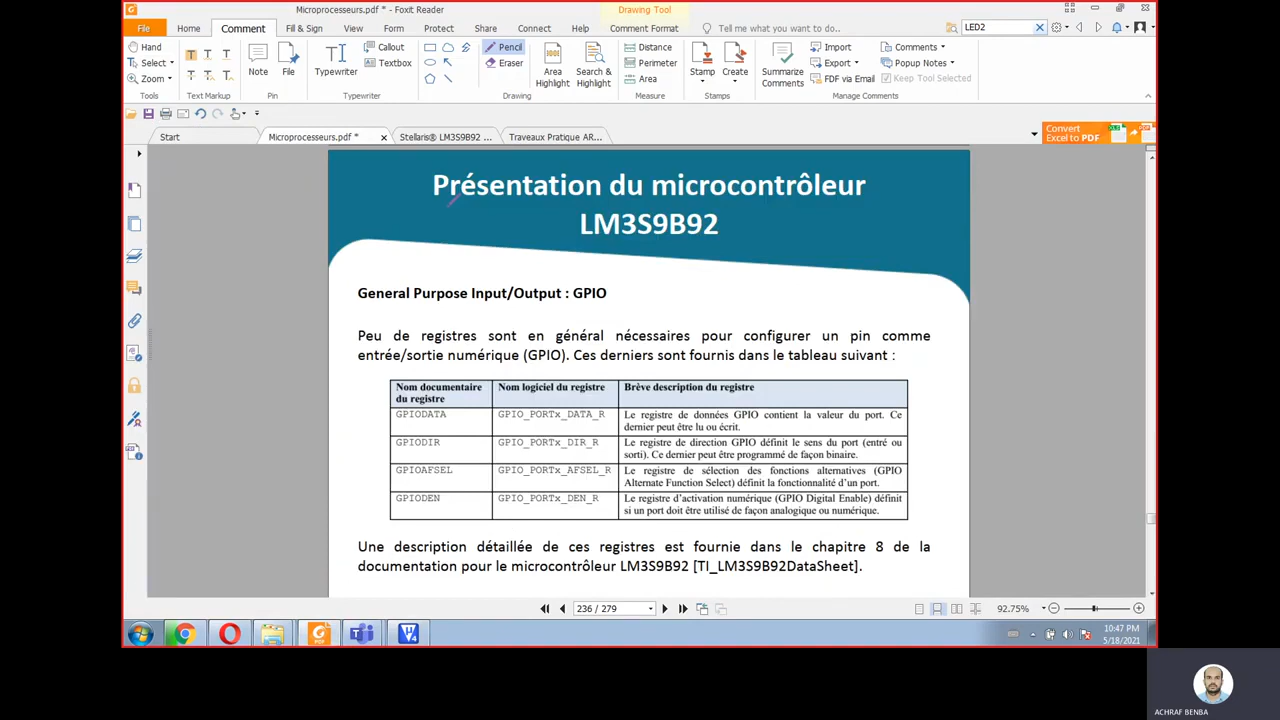 Microprocesseurs.pdf * - Foxit Reader
Drawing Tool
File Home Comment Fill & Sign View Form Protect Share Connect Help Comment Format Tell me what you want to do.. LED2
Hand
Select
Zoom
Tools
Text Markup
Note
File
Pin
Typewriter
Callout
Textbox
Typewriter
Pencil
Eraser
Drawing
Area Highlight
Search & Highlight
Distance
Perimeter
Area
Measure
Stamp
Create
Stamps
Summarize Comments
Import
Export
FDF via Email
Comments
Popup Notes
Keep Tool Selected
Manage Comments
Start Microprocesseurs.pdf * Stellaris® LM3S9B92 ... Traveaux Pratique AR...
Convert
Excel to PDF
Présentation du microcontrôleur
LM3S9B92
General Purpose Input/Output : GPIO
Peu de registres sont en général nécessaires pour configurer un pin comme
entrée/sortie numérique (GPIO). Ces derniers sont fournis dans le tableau suivant :
Nom documentaire du registre Nom logiciel du registre Brève description du registre
GPIODATA GPIO_PORTx_DATA_R Le registre de données GPIO contient la valeur du port. Ce
dernier peut être lu ou écrit.
GPIODIR GPIO_PORTx_DIR_R Le registre de direction GPIO définit le sens du port (entré ou
sorti). Ce dernier peut être programmé de façon binaire.
GPIOAFSEL GPIO_PORTx_AFSEL_R Le registre de sélection des fonctions alternatives (GPIO
Alternate Function Select) définit la fonctionnalité d'un port.
GPIODEN GPIO_PORTx_DEN_R Le registre d'activation numérique (GPIO Digital Enable) définit
si un port doit être utilisé de façon analogique ou numérique.
Une description détaillée de ces registres est fournie dans le chapitre 8 de la
documentation pour le microcontrôleur LM3S9B92 [TI_LM3S9B92DataSheet].
236 / 279
92.75%
10:47 PM
5/18/2021
ACHRAF BENBA